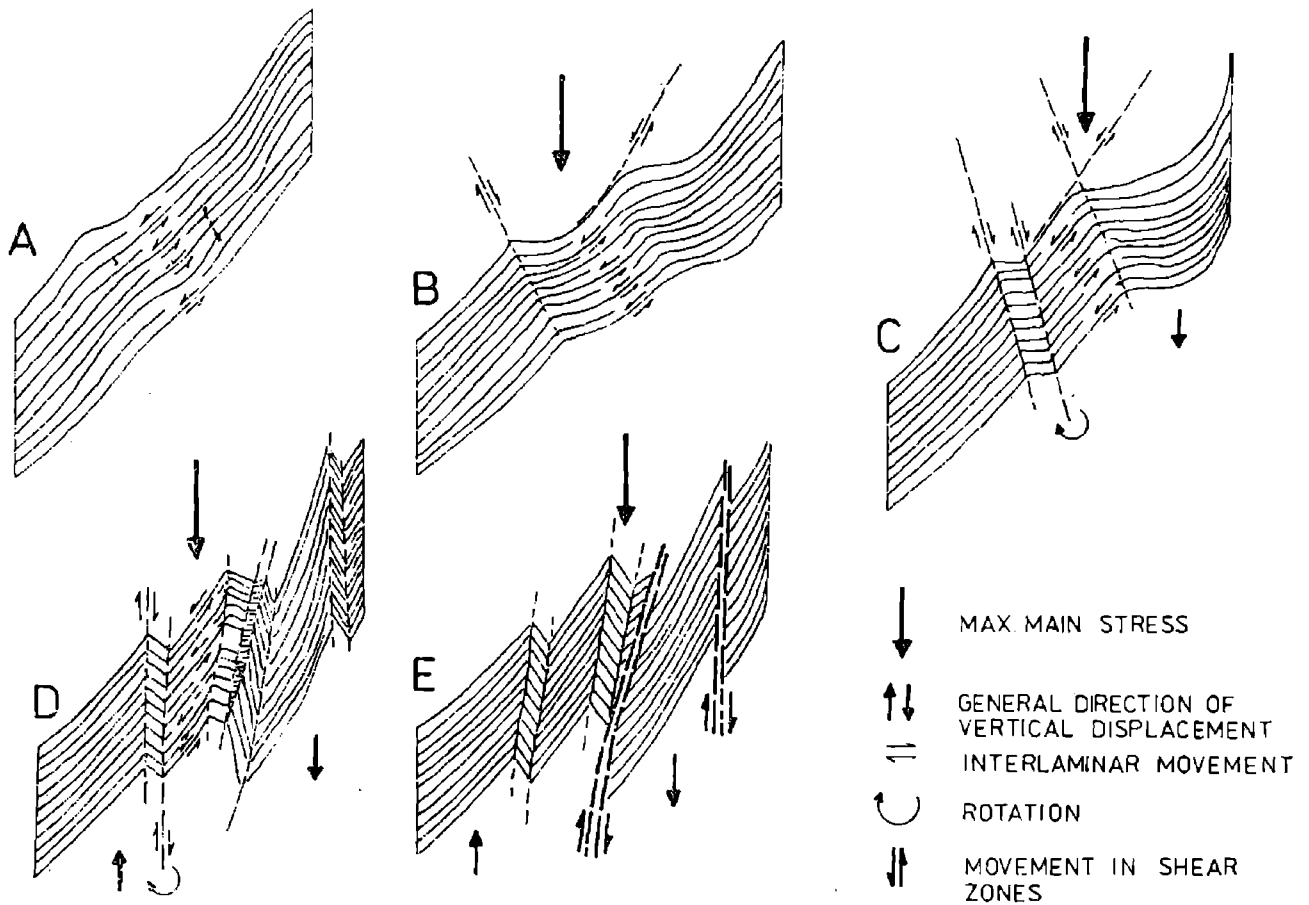 A
B
C
D
E
MAX. MAIN STRESS
GENERAL DIRECTION OF
VERTICAL DISPLACEMENT
INTERLAMINAR MOVEMENT
ROTATION
MOVEMENT IN SHEAR
ZONES